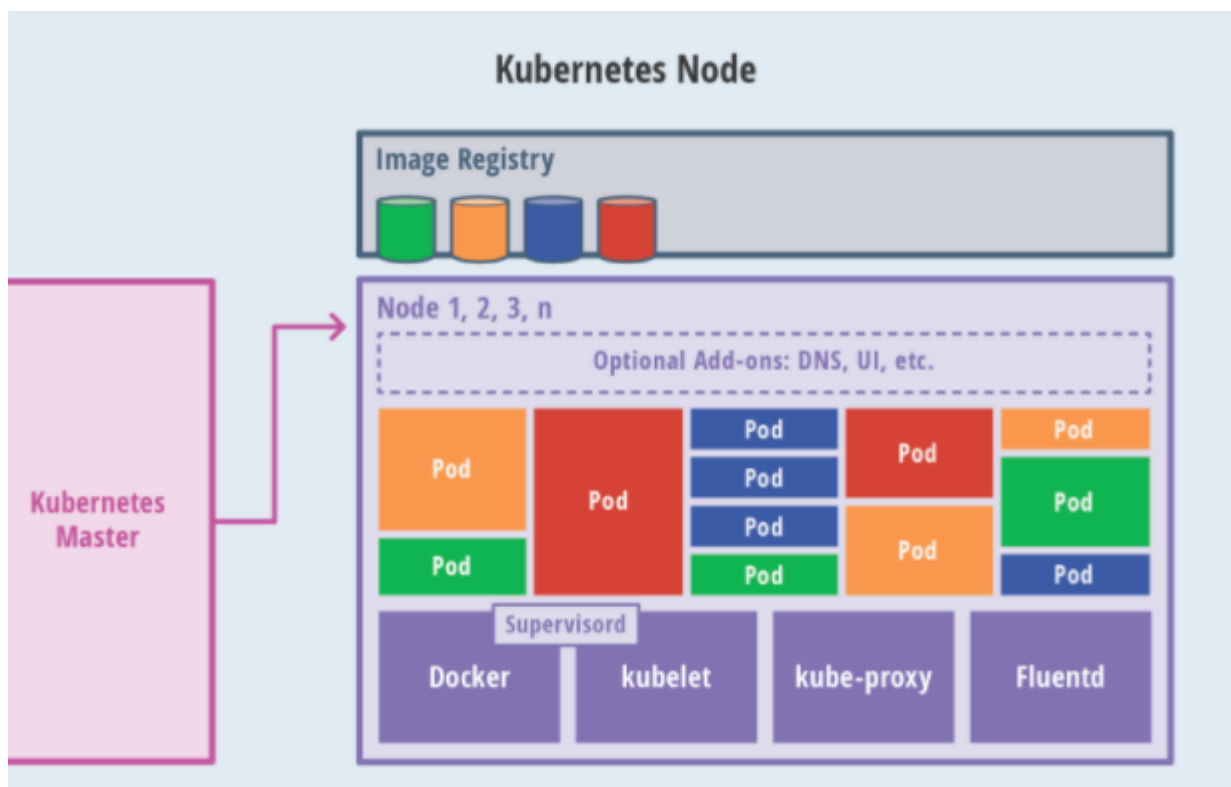 Kubernetes Node
Image Registry
Node 1, 2, 3, n
Optional Add-ons: DNS, UI, etc.
Kubernetes
Master
Pod
Pod
Pod
Pod
Pod
Pod
Pod
Pod
Pod
Pod
Pod
Pod
Supervisord
Docker
kubelet
kube-proxy
Fluentd